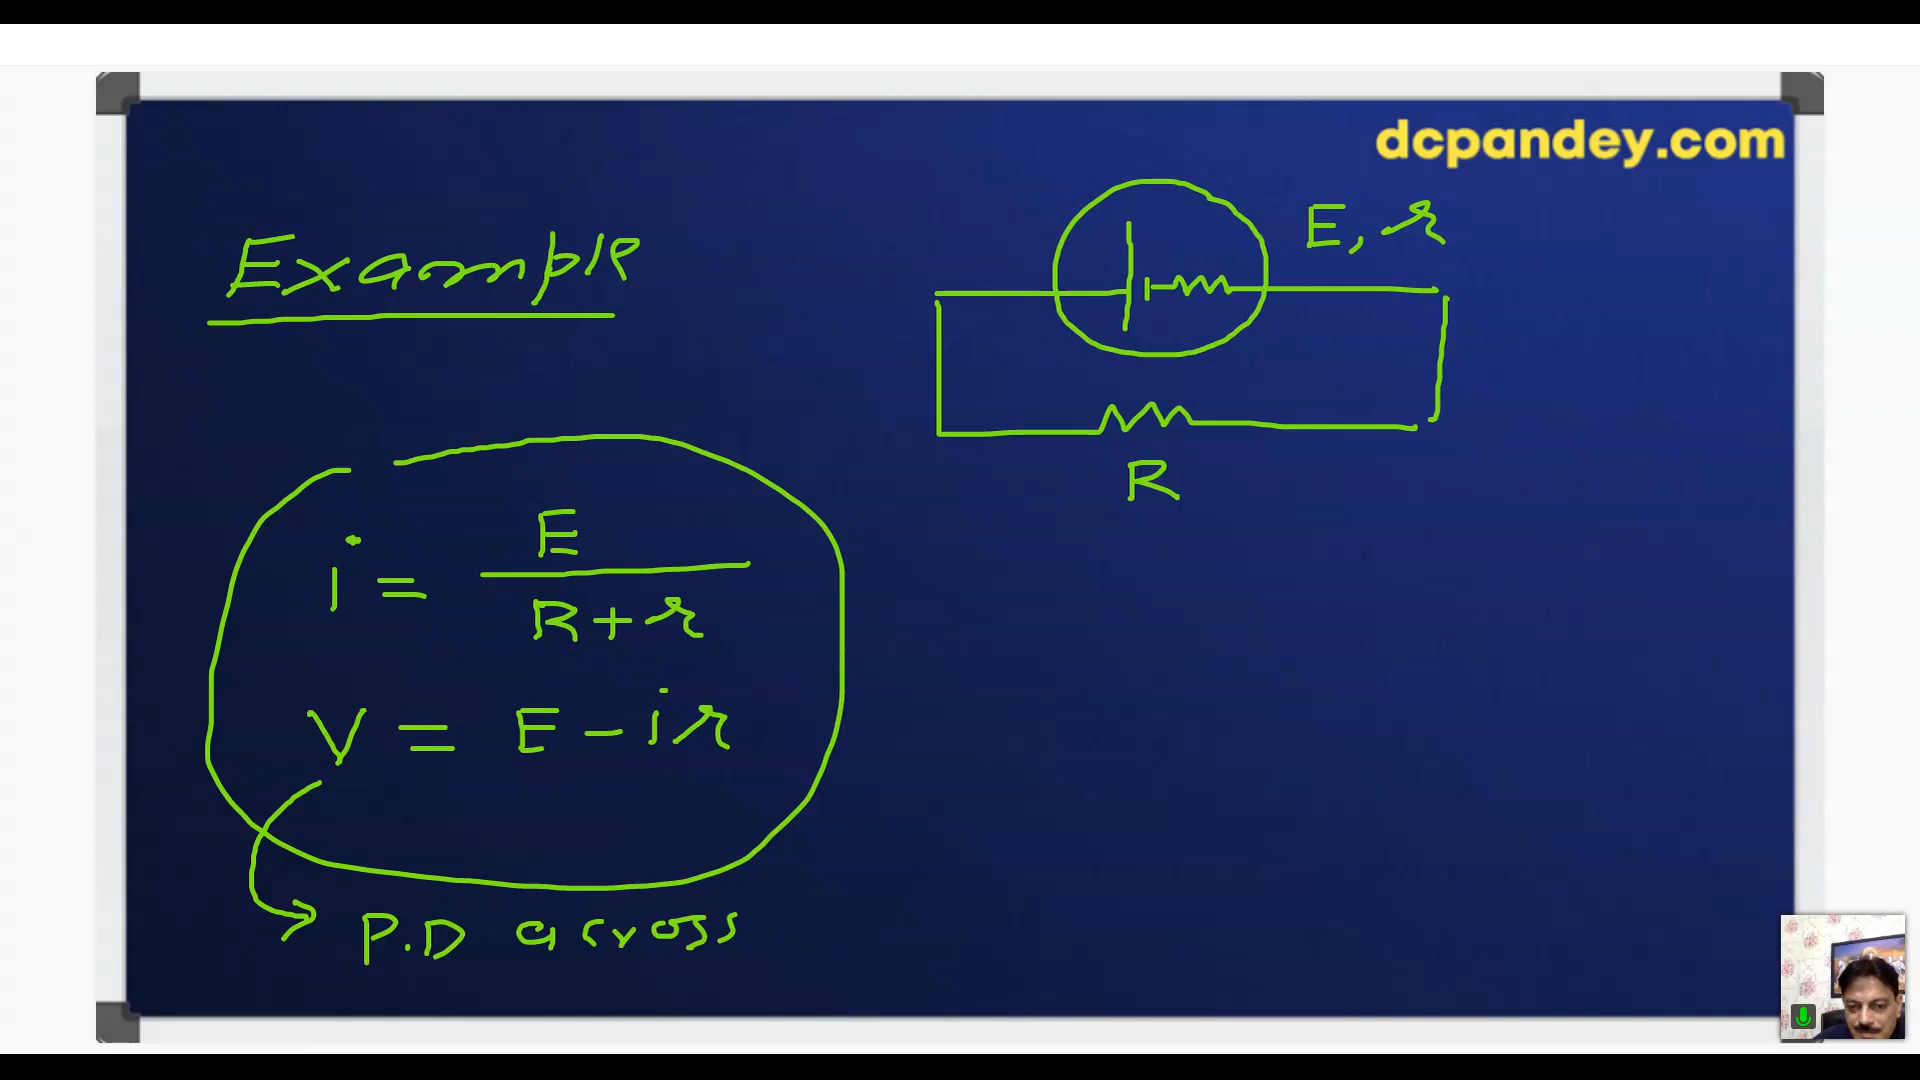 dcpandey.com
Example
E, r
R
i = E / R + r
V = E - ir
P.D across